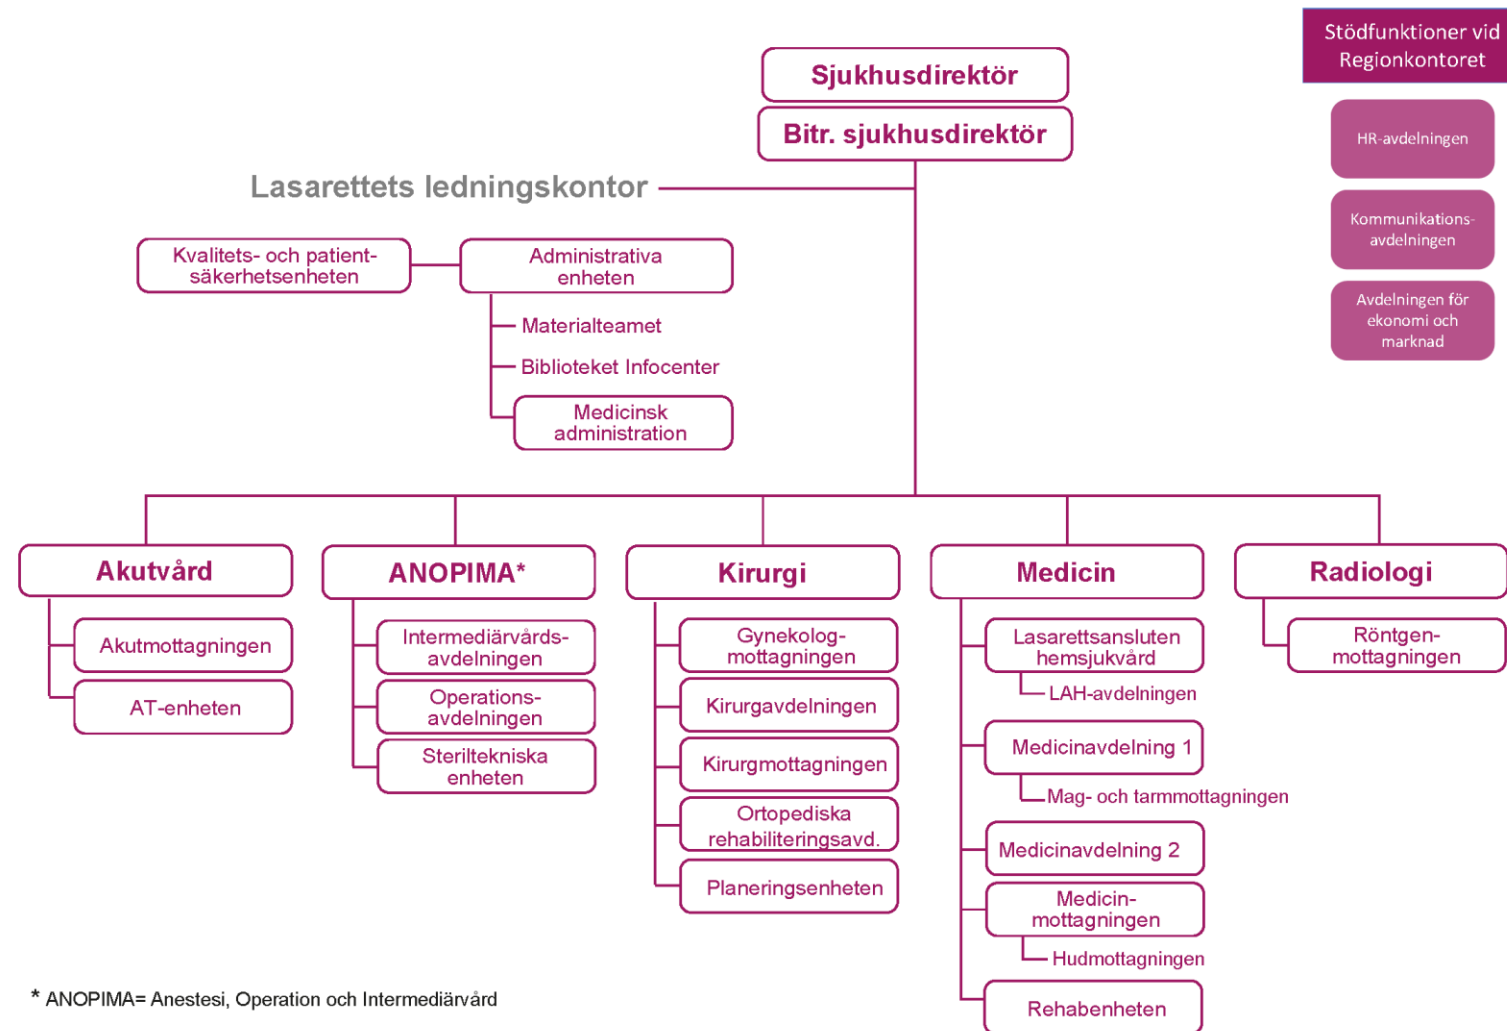 Stödfunktioner vid
Regionkontoret
HR-avdelningen
Kommunikations-
avdelningen
Avdelningen för
ekonomi och
marknad
Sjukhusdirektör
Bitr. sjukhusdirektör
Lasarettets ledningskontor
Kvalitets- och patient-
säkerhetsenheten
Administrativa
enheten
Materialteamet
Biblioteket Infocenter
Medicinsk
administration
Akutvård
Akutmottagningen
AT-enheten
ANOPIMA*
Intermediärvårds-
avdelningen
Operations-
avdelningen
Steriltekniska
enheten
Kirurgi
Gynekolog-
mottagningen
Kirurgavdelningen
Kirurgmottagningen
Ortopediska
rehabiliteringsavd.
Planeringsenheten
Medicin
Lasarettsansluten
hemsjukvård
LAH-avdelningen
Medicinavdelning 1
Mag- och tarmmottagningen
Medicinavdelning 2
Medicin-
mottagningen
Hudmottagningen
Rehabenheten
Radiologi
Röntgen-
mottagningen
* ANOPIMA= Anestesi, Operation och Intermediärvård